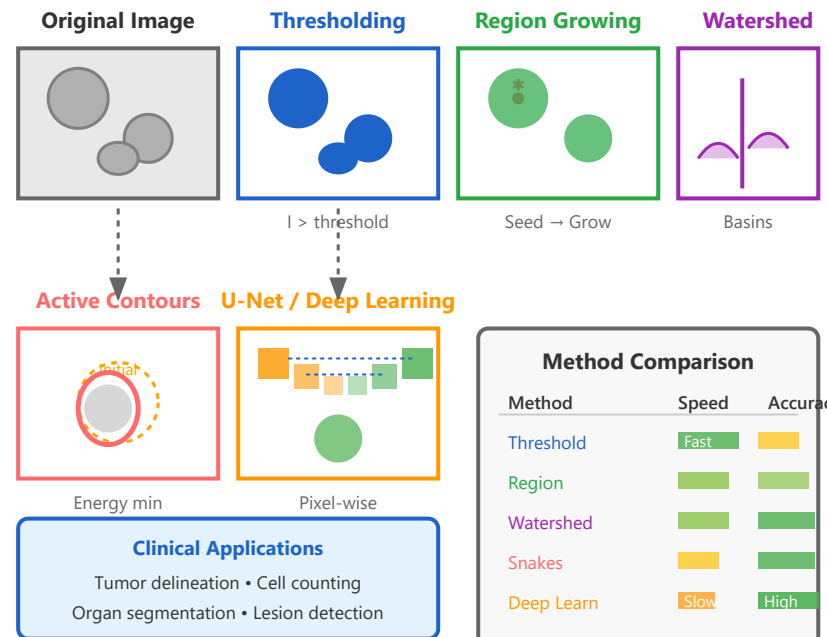 Original Image
Thresholding
Region Growing
Watershed
*
I > threshold
Seed → Grow
Basins
Active Contours
U-Net / Deep Learning
Initial
Energy min
Pixel-wise
Clinical Applications
Tumor delineation • Cell counting
Organ segmentation • Lesion detection
Method Comparison
Method Speed Accurac
Threshold Fast
Region
Watershed
Snakes
Deep Learn Slow High